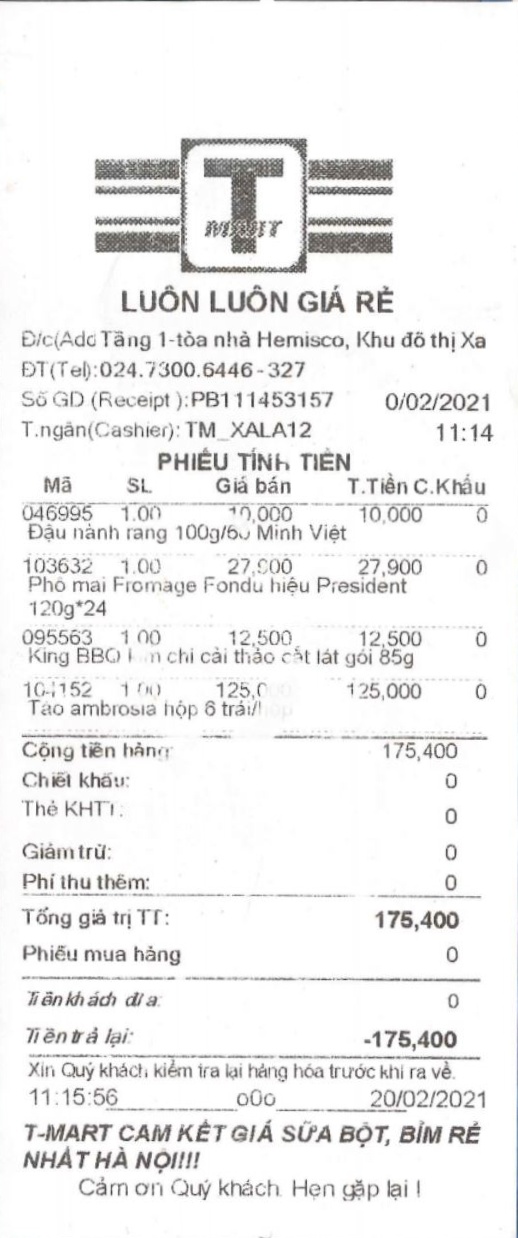 T
MART
LUÔN LUÔN GIÁ RẺ
Đ/c(Add Tầng 1-tòa nhà Hemisco, Khu đô thị Xa
ĐT(Tel):024.7300.6446-327
Số GD (Receipt ):PB111453157 0/02/2021
T.ngân(Cashier): TM_XALA12 11:14
PHIẾU TÍNH TIỀN
Mã SL Giá bán T.Tiền C.Khấu
046995 1.00 10,000 10,000 0
Đậu nành rang 100g/60 Minh Việt
103632 1.00 27,900 27,900 0
Phô mai Fromage Fondu hiệu President
120g*24
095563 1.00 12,500 12,500 0
King BBQ kim chi cải thảo cắt lát gói 85g
104152 1.00 125,0 125,000 0
Táo ambrosia hộp 6 trái/hộp
Cộng tiền hàng: 175,400
Chiết khấu: 0
Thẻ KHTT: 0
Giảm trừ: 0
Phí thu thêm: 0
Tổng giá trị TT: 175,400
Phiếu mua hàng 0
Tiền khách đưa: 0
Tiền trả lại: -175,400
Xin Quý khách kiểm tra lại hàng hóa trước khi ra về.
11:15:56 o0o 20/02/2021
T-MART CAM KẾT GIÁ SỮA BỘT, BỈM RẺ
NHẤT HÀ NỘI!!!
Cảm ơn Quý khách. Hẹn gặp lại !